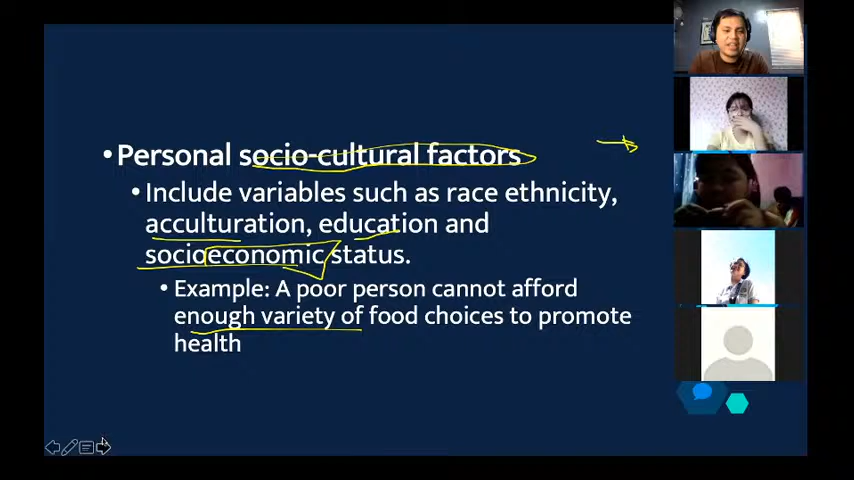 • Personal socio-cultural factors
• Include variables such as race ethnicity,
acculturation, education and
socioeconomic status.
• Example: A poor person cannot afford
enough variety of food choices to promote
health